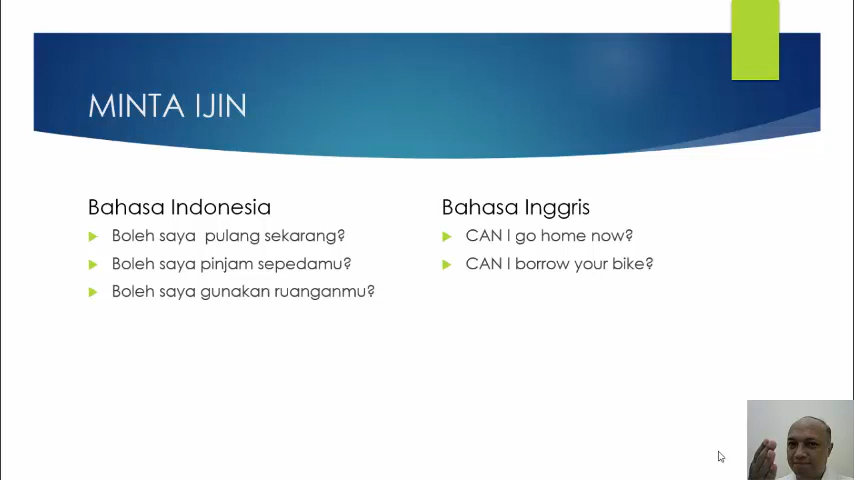 MINTA IJIN
Bahasa Indonesia
Boleh saya pulang sekarang?
Boleh saya pinjam sepedamu?
Boleh saya gunakan ruanganmu?
Bahasa Inggris
CAN I go home now?
CAN I borrow your bike?